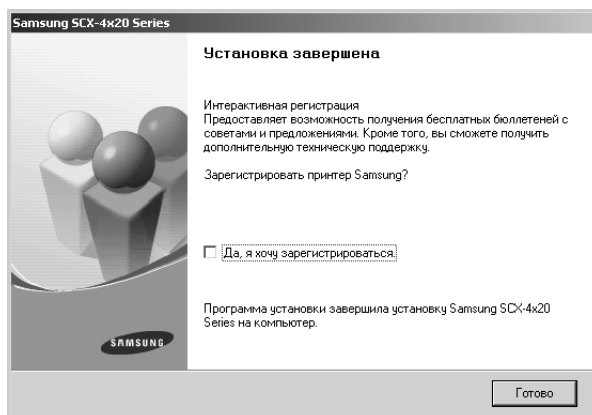 Samsung SCX-4x20 Series
Установка завершена
Интерактивная регистрация
Предоставляет возможность получения бесплатных бюллетеней с
советами и предложениями. Кроме того, вы сможете получить
дополнительную техническую поддержку.
Зарегистрировать принтер Samsung?
Да, я хочу зарегистрироваться.
Программа установки завершила установку Samsung SCX-4x20
Series на компьютер.
SAMSUNG
Готово